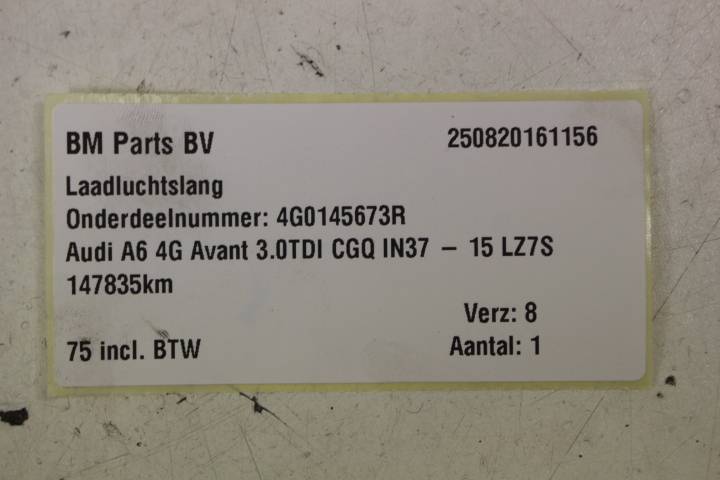 BM Parts BV 250820161156
Laadluchtslang
Onderdeelnummer: 4G0145673R
Audi A6 4G Avant 3.0TDI CGQ IN37 – 15 LZ7S
147835km
Verz: 8
75 incl. BTW Aantal: 1